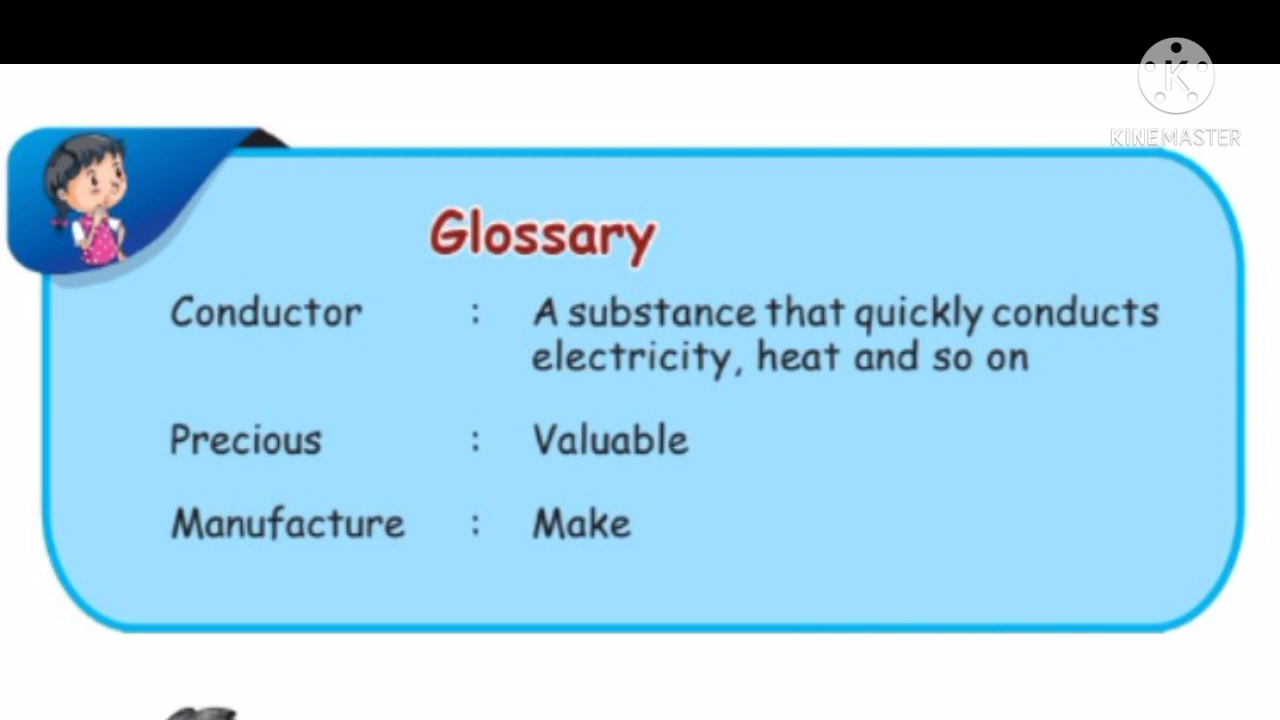 KINEMASTER
Glossary
Conductor : A substance that quickly conducts
electricity, heat and so on
Precious : Valuable
Manufacture : Make